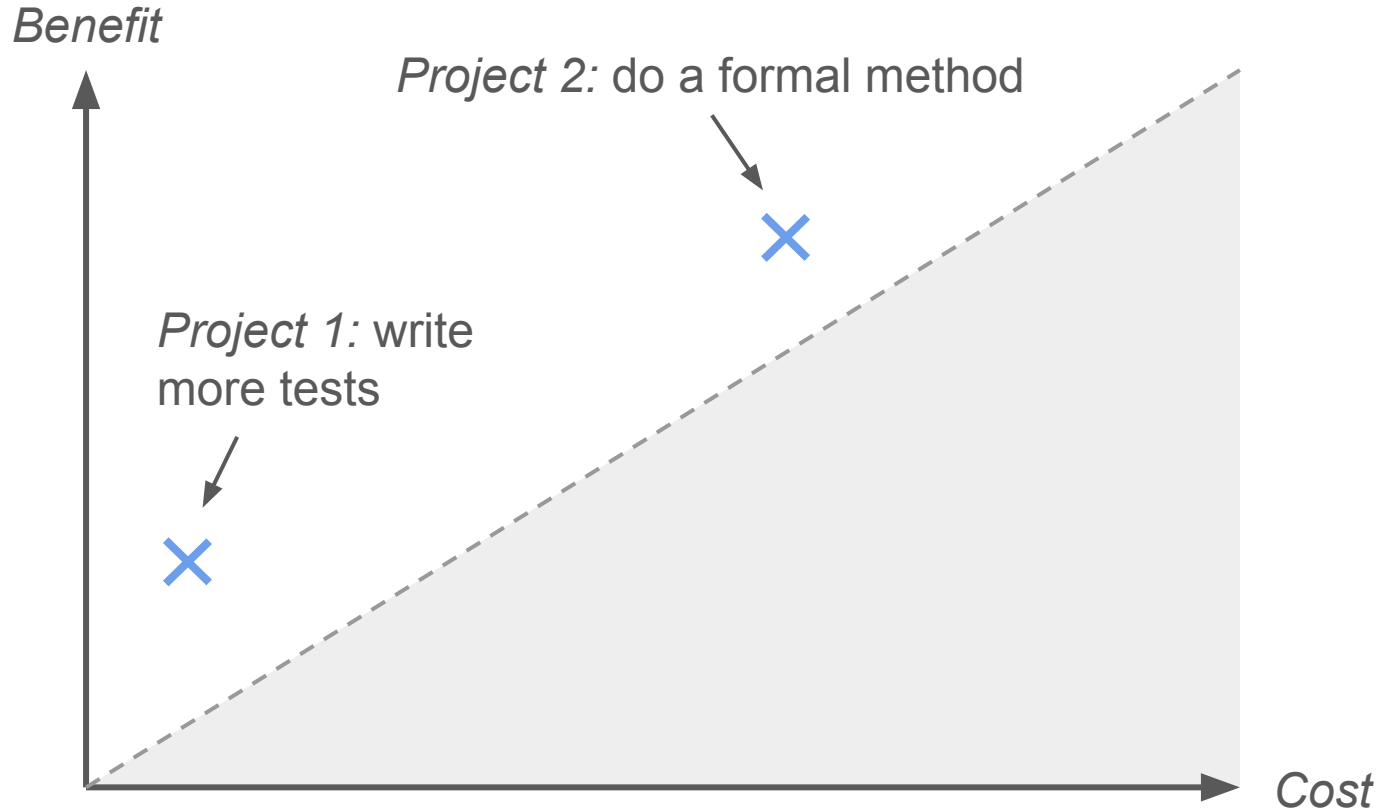 Benefit
Project 2: do a formal method
Project 1: write
more tests
Cost